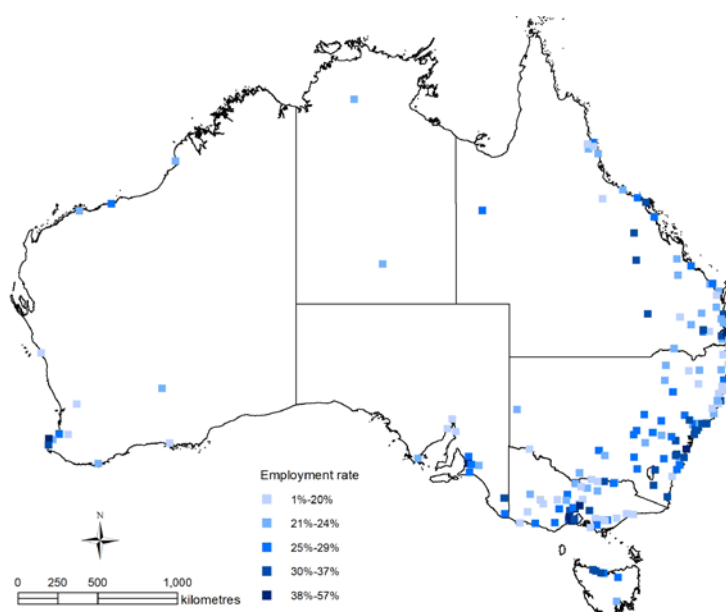 Employment rate
1%-20%
21%-24%
25%-29%
30%-37%
38%-57%
N
0 250 500 1,000
kilometres